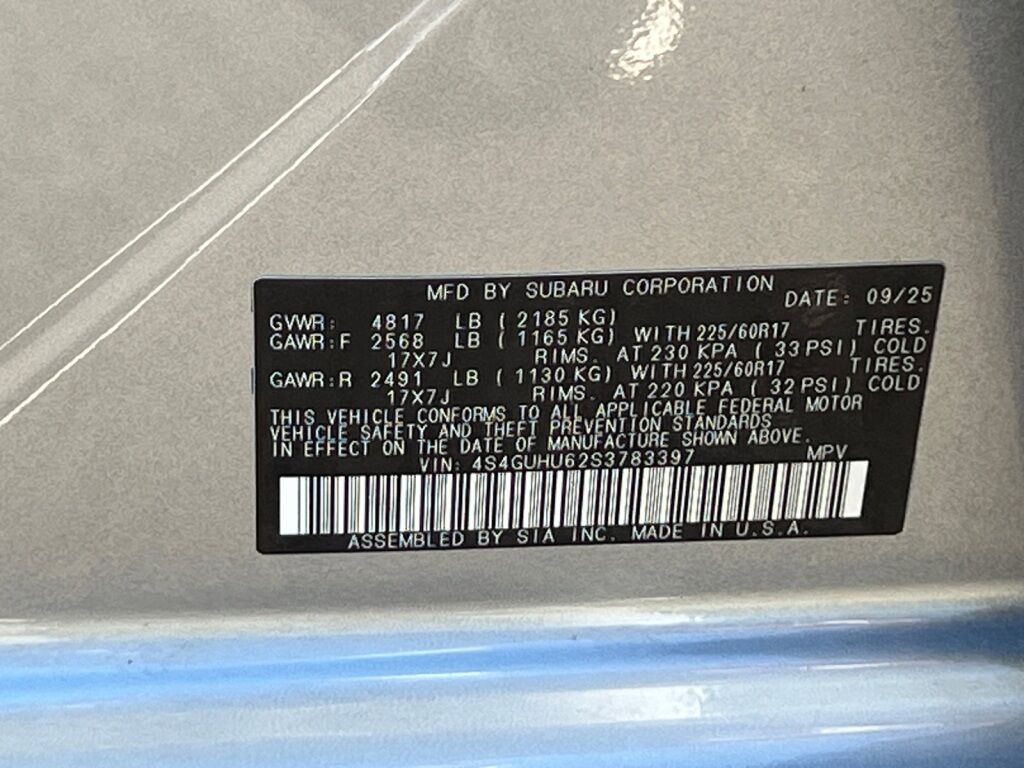 MFD BY SUBARU CORPORATION DATE: 09/25
GVWR: 4817 LB ( 2185 KG)
GAWR:F 2568 LB ( 1165 KG) WITH 225/60R17 TIRES.
17X7J RIMS. AT 230 KPA ( 33 PSI) COLD
GAWR:R 2491 LB ( 1130 KG) WITH 225/60R17 TIRES.
17X7J RIMS. AT 220 KPA ( 32 PSI) COLD
THIS VEHICLE CONFORMS TO ALL APPLICABLE FEDERAL MOTOR
VEHICLE SAFETY AND THEFT PREVENTION STANDARDS
IN EFFECT ON THE DATE OF MANUFACTURE SHOWN ABOVE.
VIN: 4S4GUHU62S3783397 MPV
ASSEMBLED BY SIA INC. MADE IN U.S.A.